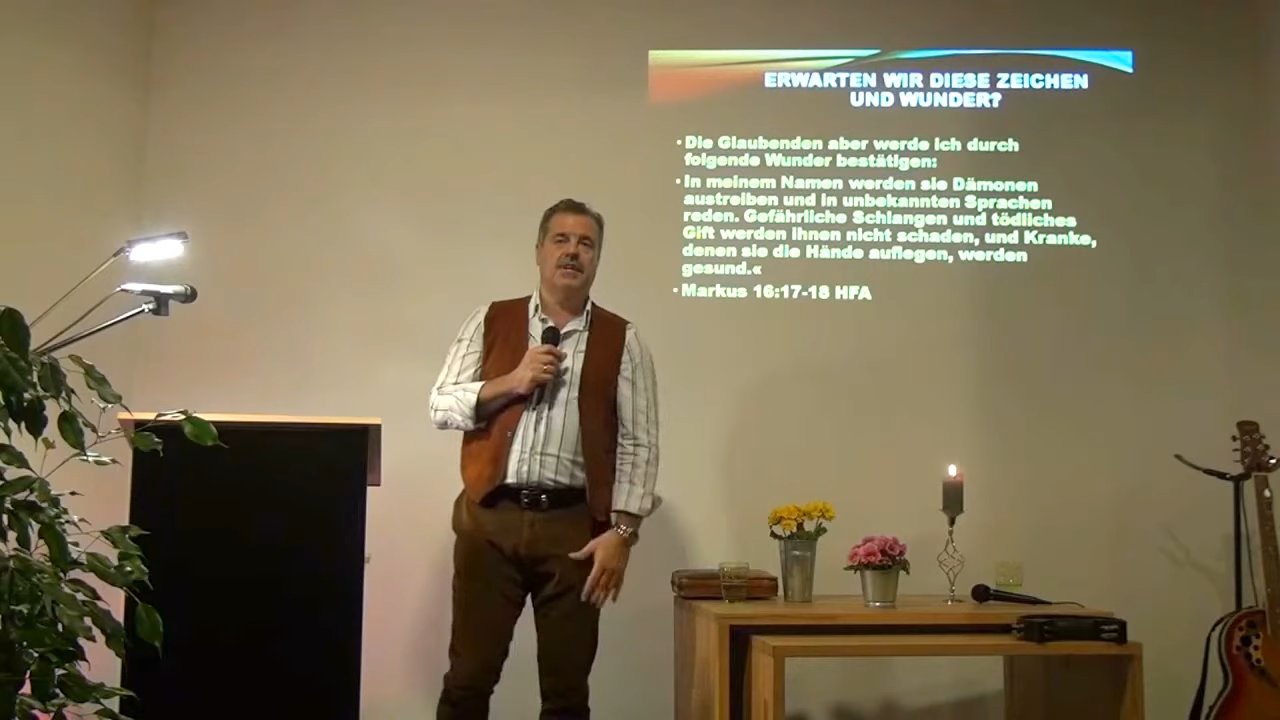 ERWARTEN WIR DIESE ZEICHEN
UND WUNDER?
• Die Glaubenden aber werde ich durch
folgende Wunder bestätigen:
• In meinem Namen werden sie Dämonen
austreiben und in unbekannten Sprachen
reden. Gefährliche Schlangen und tödliches
Gift werden ihnen nicht schaden, und Kranke,
denen sie die Hände auflegen, werden
gesund.«
• Markus 16:17-18 HFA